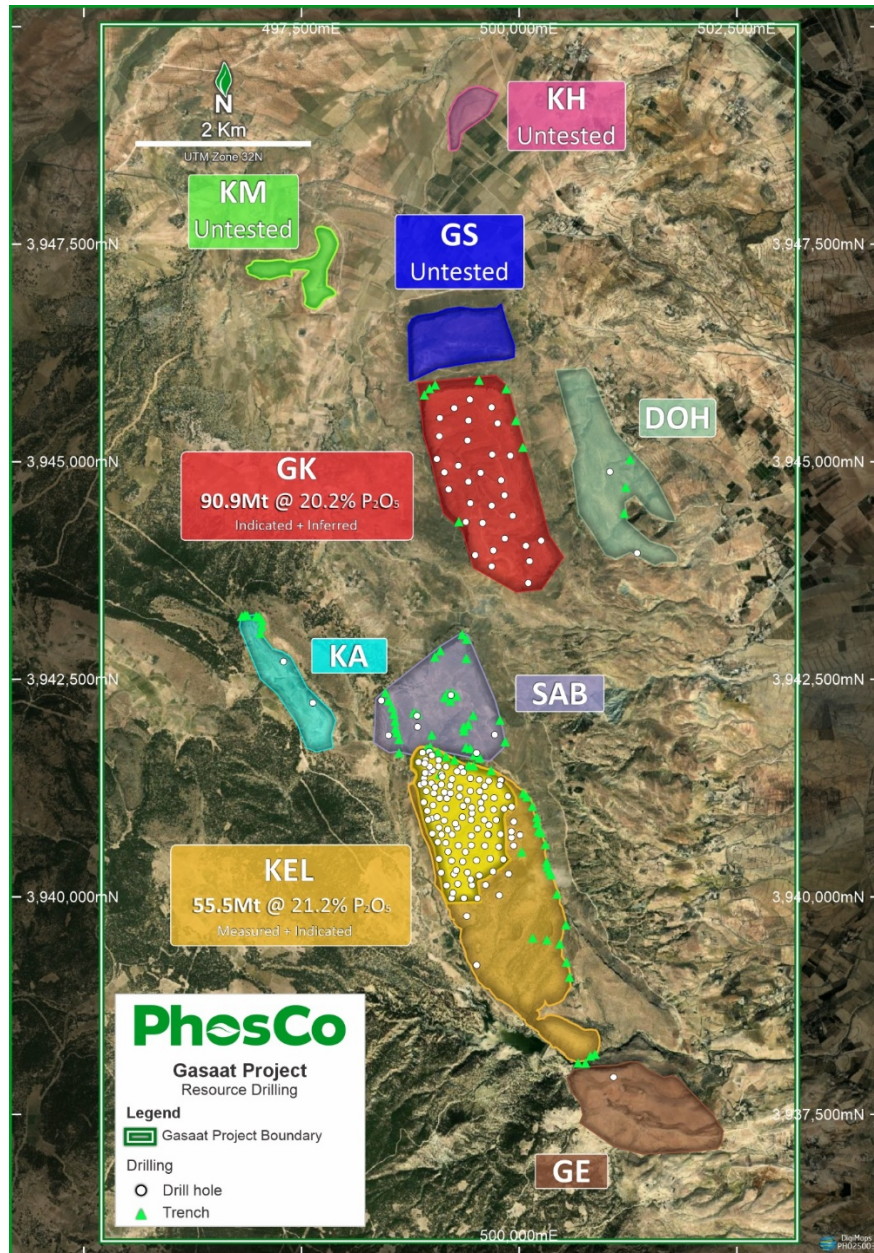 497,500mE
500,000mE
502,500mE
N
2 Km
UTM Zone 32N
KH
Untested
KM
Untested
3,947,500mN
3,947,500mN
GS
Untested
DOH
3,945,000mN
3,945,000mN
GK
90.9Mt @ 20.2% P₂O₅
Indicated + Inferred
KA
3,942,500mN
3,942,500mN
SAB
KEL
55.5Mt @ 21.2% P₂O₅
Measured + Indicated
3,940,000mN
3,940,000mN
PhosCo
Gasaat Project
Resource Drilling
Legend
Gasaat Project Boundary
Drilling
Drill hole
Trench
3,937,500mN
GE
500,000mE
DigiMaps
PH02500